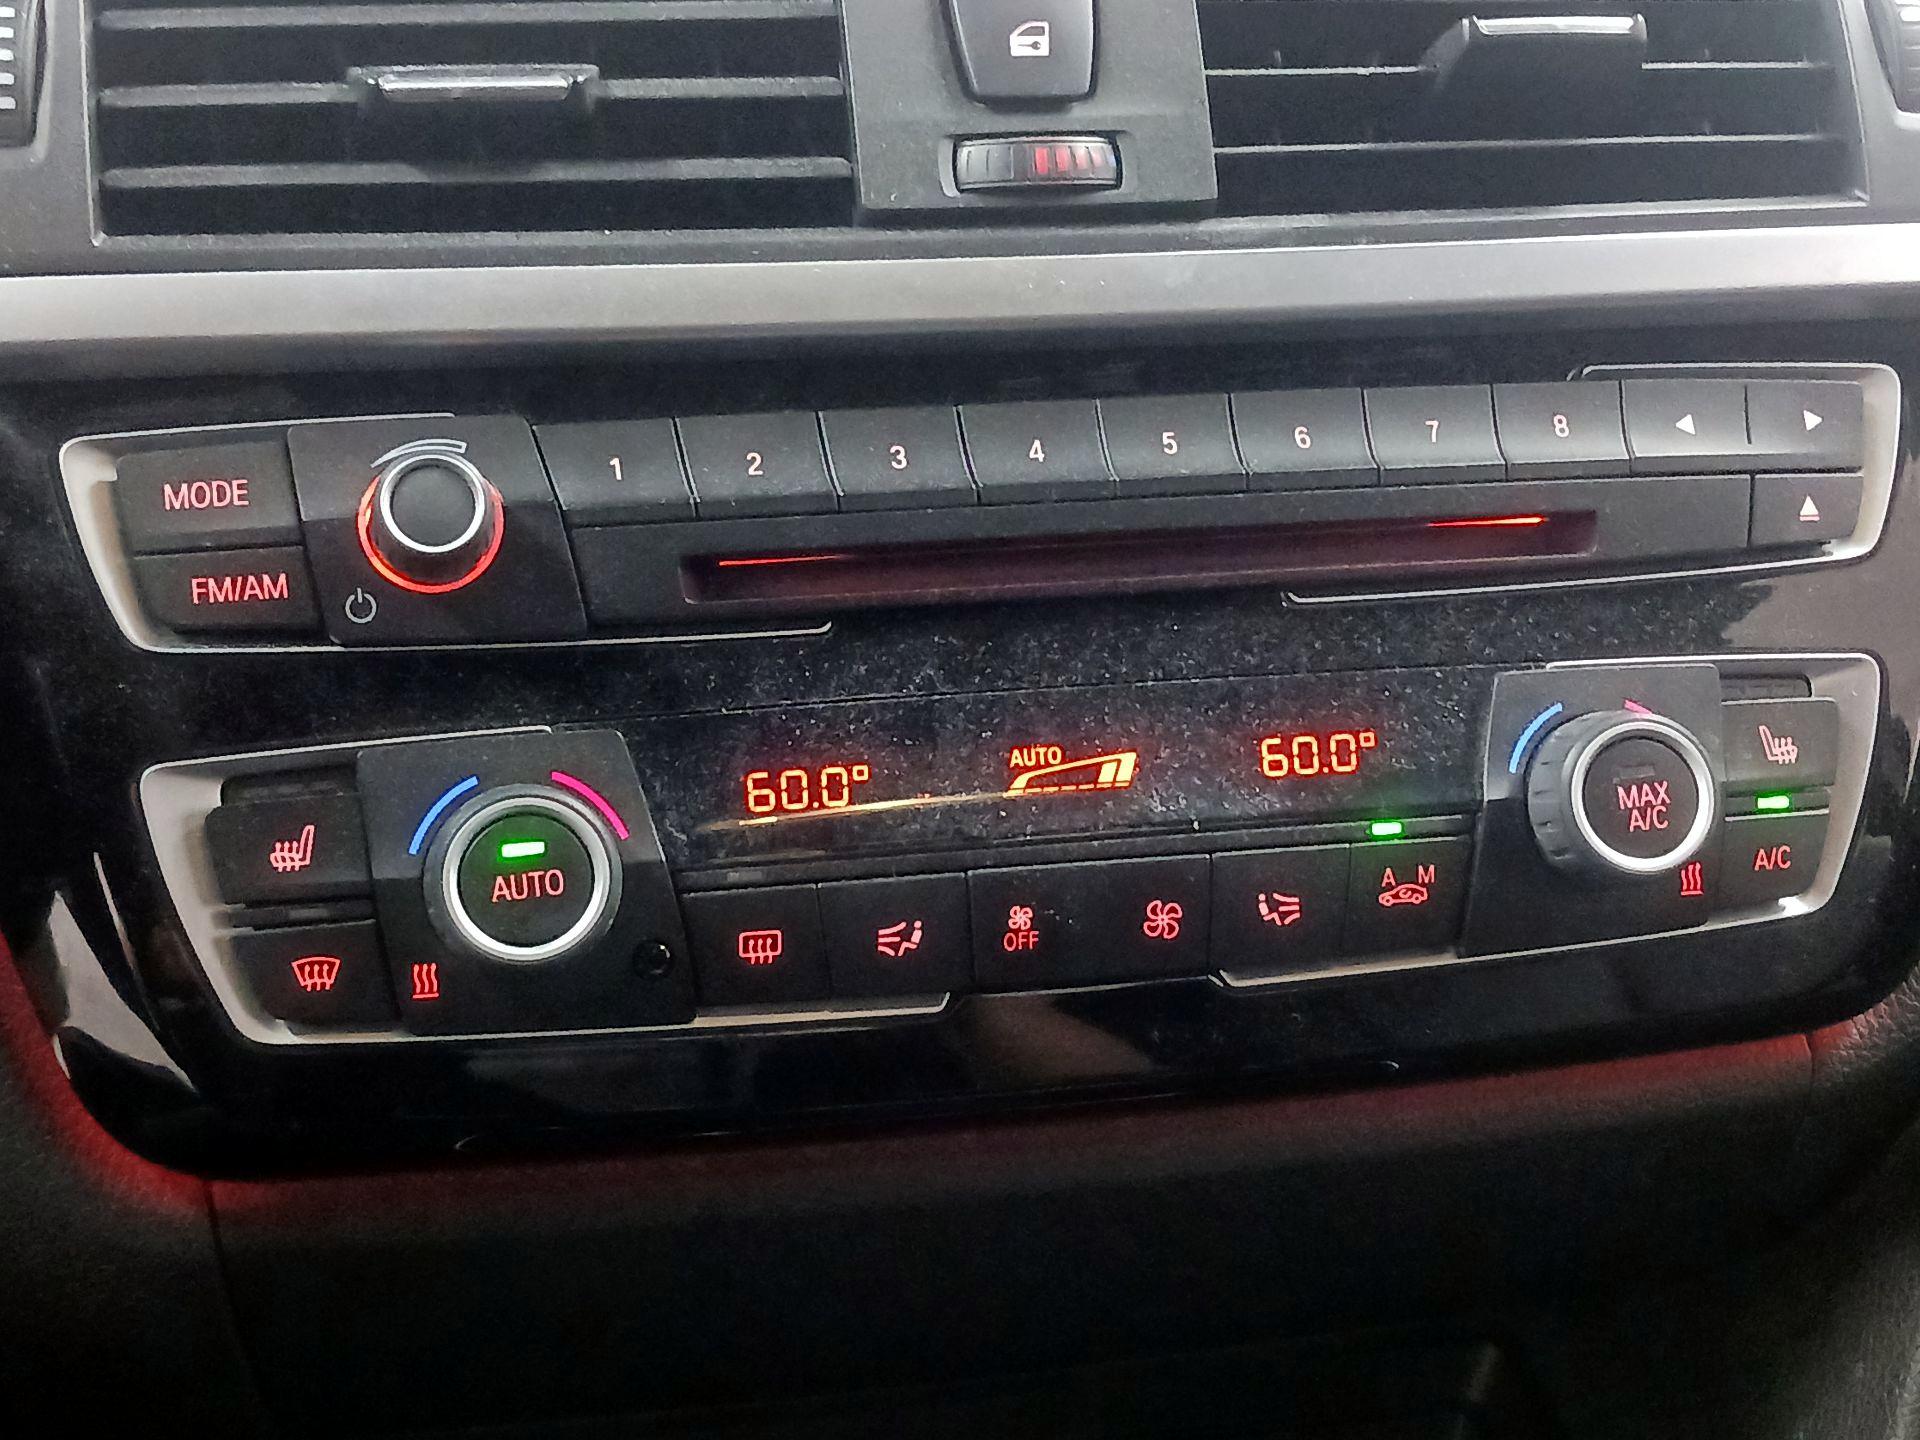 1 2 3 4 5 6 7 8
MODE
FM/AM
60.0° AUTO 60.0°
MAX
A/C
AUTO
A M
A/C
OFF